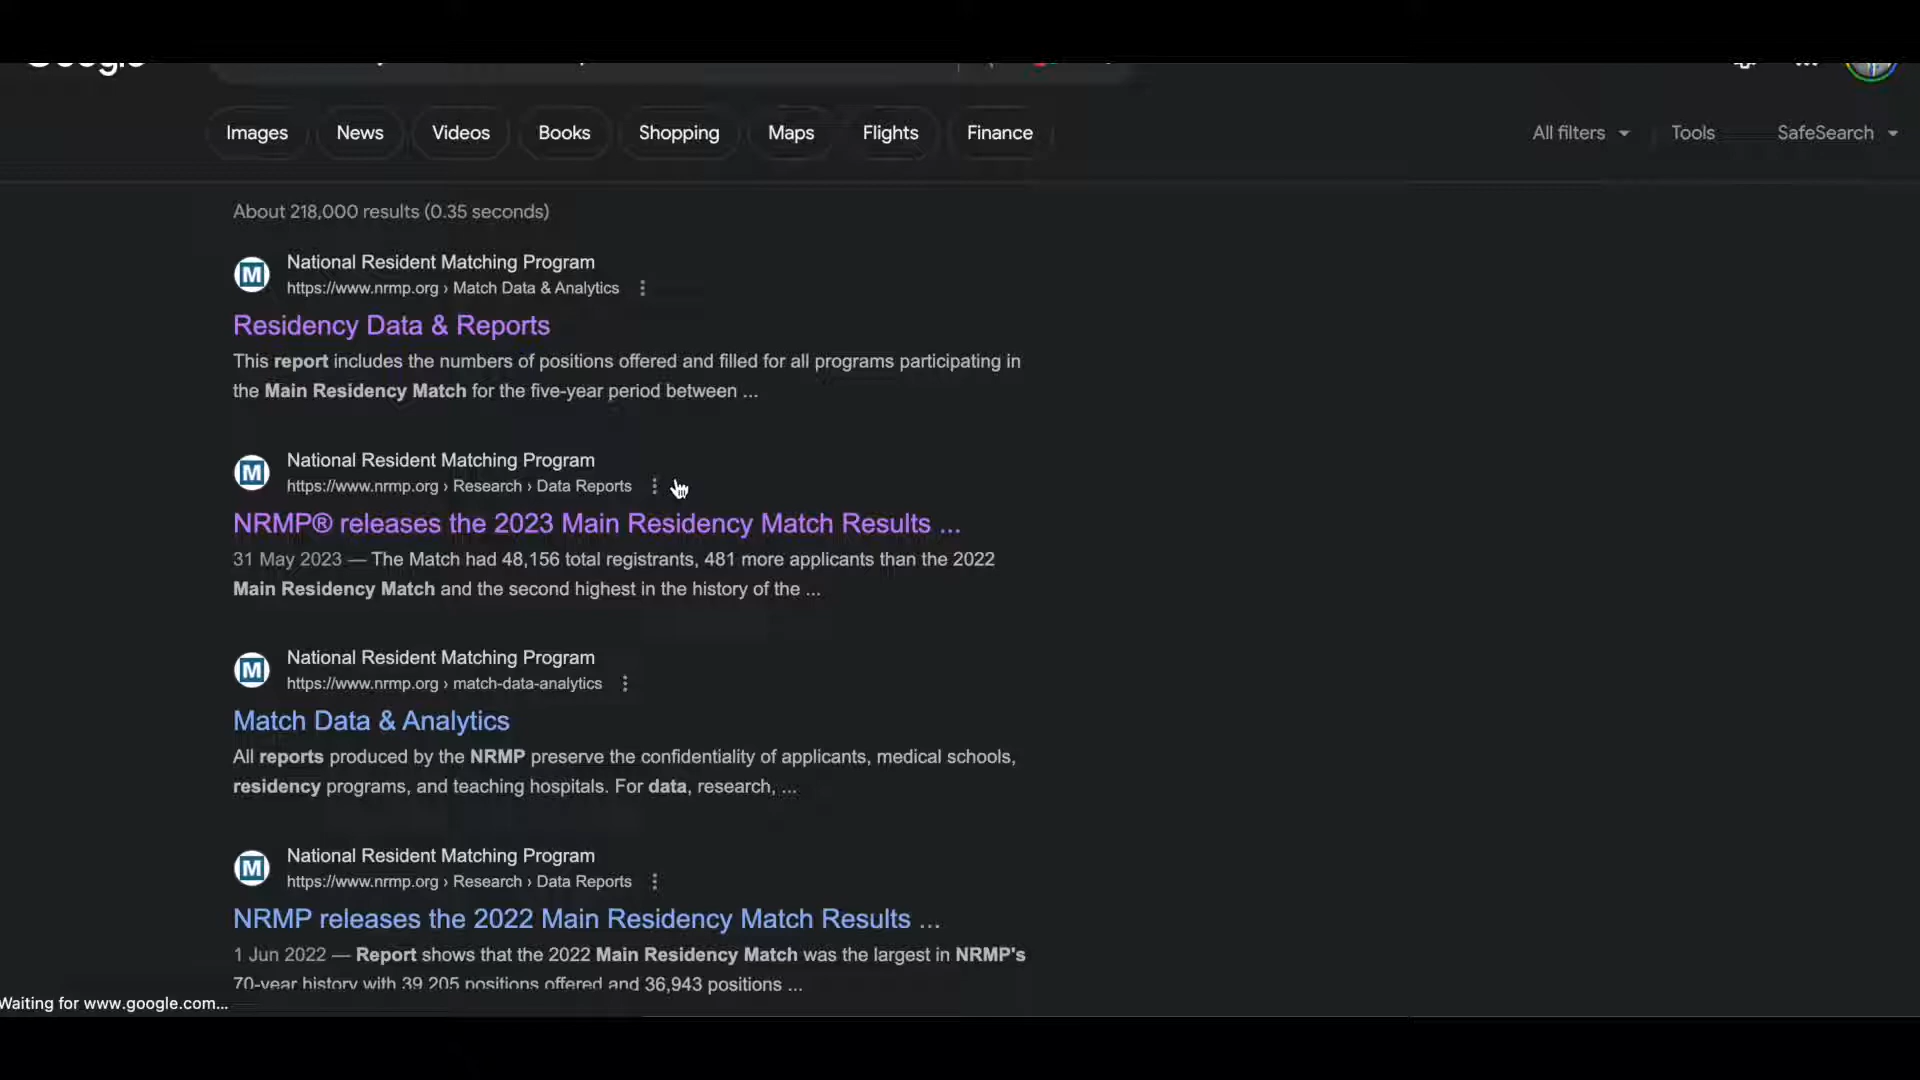 Google
Images News Videos Books Shopping Maps Flights Finance All filters Tools SafeSearch
About 218,000 results (0.35 seconds)
National Resident Matching Program
https://www.nrmp.org › Match Data & Analytics
Residency Data & Reports
This report includes the numbers of positions offered and filled for all programs participating in
the Main Residency Match for the five-year period between ...
National Resident Matching Program
https://www.nrmp.org › Research › Data Reports
NRMP® releases the 2023 Main Residency Match Results ...
31 May 2023 — The Match had 48,156 total registrants, 481 more applicants than the 2022
Main Residency Match and the second highest in the history of the ...
National Resident Matching Program
https://www.nrmp.org › match-data-analytics
Match Data & Analytics
All reports produced by the NRMP preserve the confidentiality of applicants, medical schools,
residency programs, and teaching hospitals. For data, research, ...
National Resident Matching Program
https://www.nrmp.org › Research › Data Reports
NRMP releases the 2022 Main Residency Match Results ...
1 Jun 2022 — Report shows that the 2022 Main Residency Match was the largest in NRMP's
70-year history with 39,205 positions offered and 36,943 positions ...
Waiting for www.google.com...